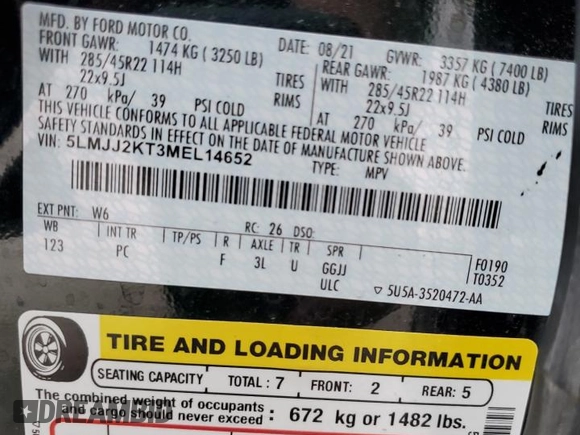 MFD. BY FORD MOTOR CO.
DATE: 08/21 GVWR: 3357 KG (7400 LB)
FRONT GAWR: 1474 KG (3250 LB) REAR GAWR: 1987 KG (4380 LB)
WITH 285/45R22 114H TIRES WITH 285/45R22 114H TIRES
22x9.5J RIMS 22x9.5J RIMS
AT 270 kPa/ 39 PSI COLD AT 270 kPa/ 39 PSI COLD
THIS VEHICLE CONFORMS TO ALL APPLICABLE FEDERAL MOTOR VEHICLE
SAFETY STANDARDS IN EFFECT ON THE DATE OF MANUFACTURE SHOWN ABOVE.
VIN: 5LMJJ2KT3MEL14652 TYPE: MPV
EXT PNT: W6 RC: 26 DSO:
WB INT TR TP/PS R AXLE TR SPR F0190
123 PC F 3L U GGJJ T0352
ULC 5U5A-3520472-AA
TIRE AND LOADING INFORMATION
SEATING CAPACITY TOTAL : 7 FRONT: 2 REAR: 5
The combined weight of occupants
and cargo should never exceed : 672 kg or 1482 lbs.
DREAMBID